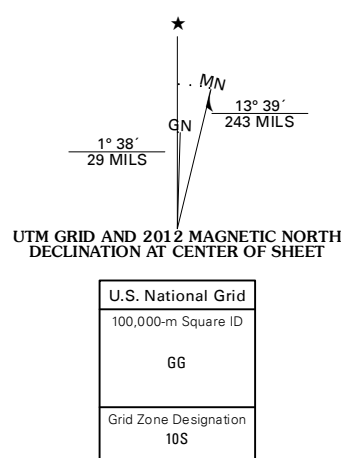 ★
MN
GN
13° 39´
243 MILS
1° 38´
29 MILS
UTM GRID AND 2012 MAGNETIC NORTH
DECLINATION AT CENTER OF SHEET
U.S. National Grid
100,000-m Square ID
GG
Grid Zone Designation
10S